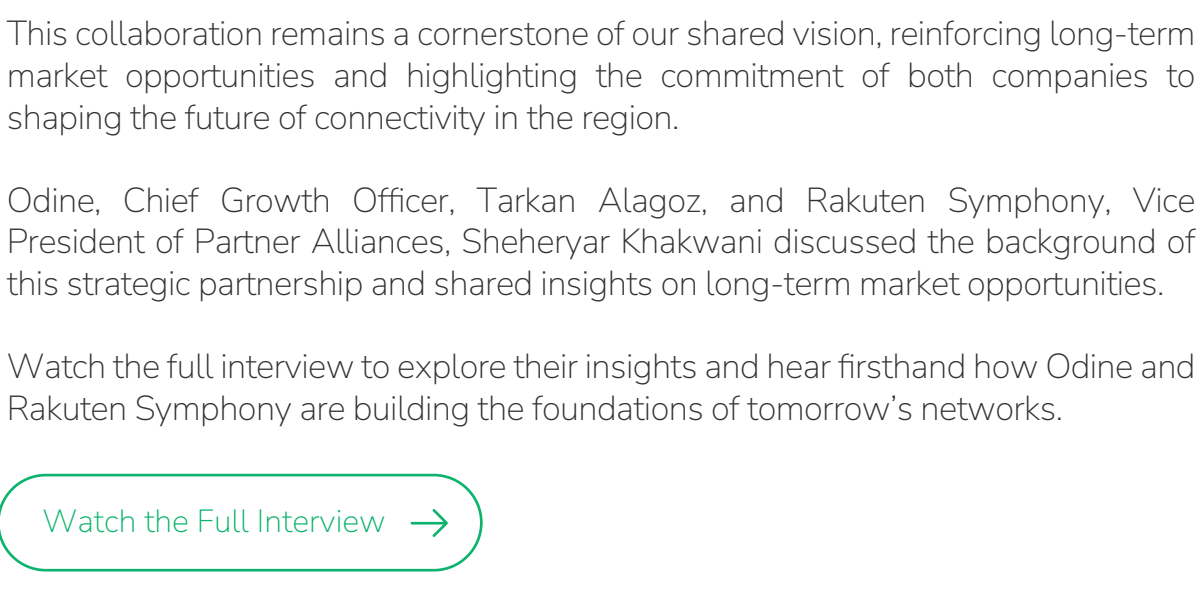 This collaboration remains a cornerstone of our shared vision, reinforcing long-term
market opportunities and highlighting the commitment of both companies to
shaping the future of connectivity in the region.
Odine, Chief Growth Officer, Tarkan Alagoz, and Rakuten Symphony, Vice
President of Partner Alliances, Sheheryar Khakwani discussed the background of
this strategic partnership and shared insights on long-term market opportunities.
Watch the full interview to explore their insights and hear firsthand how Odine and
Rakuten Symphony are building the foundations of tomorrow’s networks.
Watch the Full Interview →